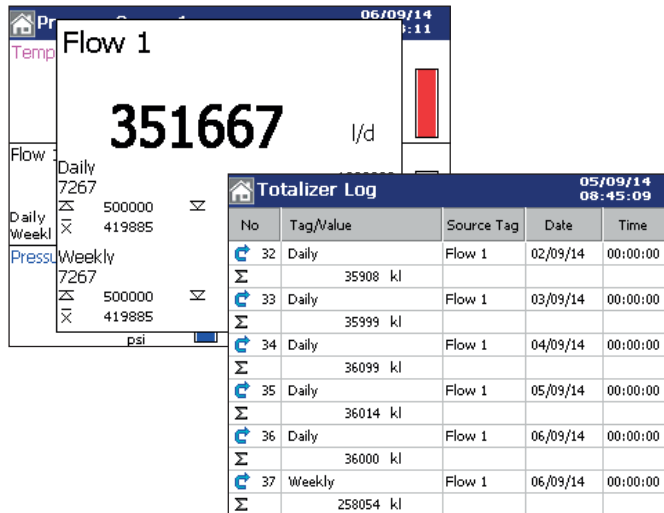 06/09/14
:11
Temp
Flow 1
351667 l/d
Flow
Daily
7267
500000
x̄ 419885
Daily
Weekl
Pressu
Weekly
7267
500000
x̄ 419885
psi
Totalizer Log 05/09/14
08:45:09
No Tag/Value Source Tag Date Time
32 Daily Flow 1 02/09/14 00:00:00
Σ 35908 kl
33 Daily Flow 1 03/09/14 00:00:00
Σ 35999 kl
34 Daily Flow 1 04/09/14 00:00:00
Σ 36099 kl
35 Daily Flow 1 05/09/14 00:00:00
Σ 36014 kl
36 Daily Flow 1 06/09/14 00:00:00
Σ 36000 kl
37 Weekly Flow 1 06/09/14 00:00:00
Σ 258054 kl